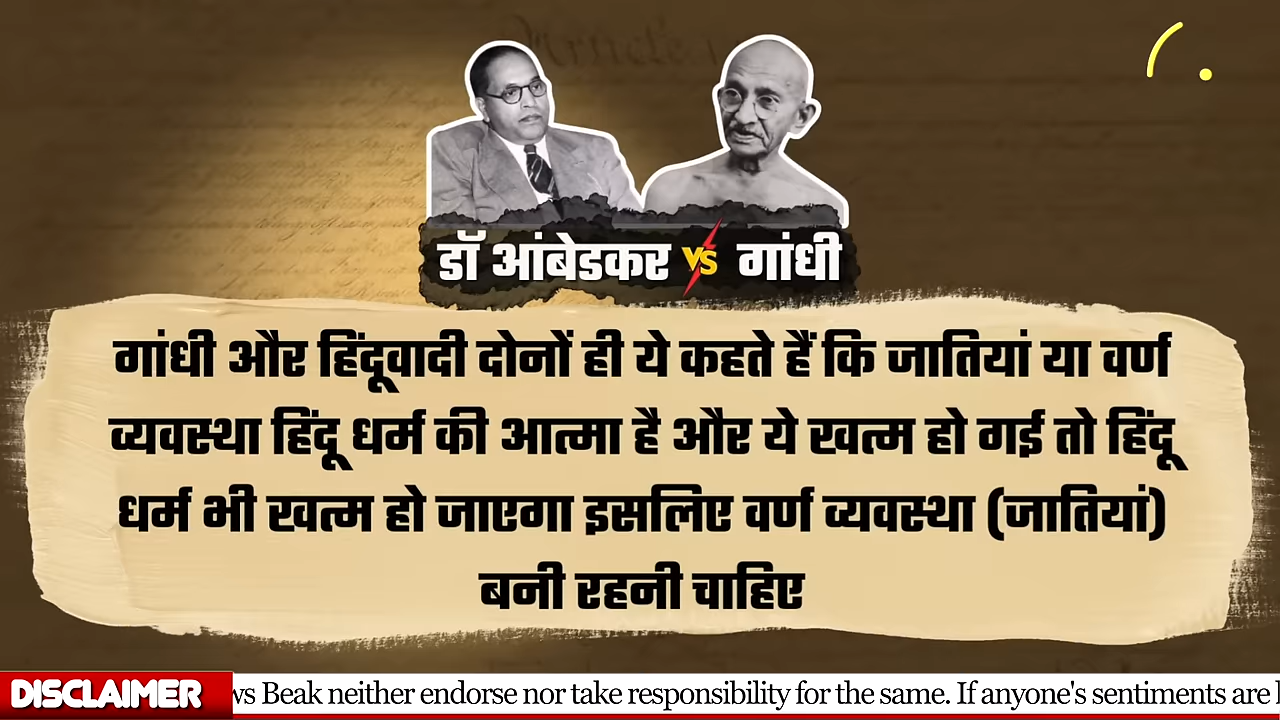 डॉ आंबेडकर VS गांधी
गांधी और हिंदूवादी दोनों ही ये कहते हैं कि जातियां या वर्ण
व्यवस्था हिंदू धर्म की आत्मा है और ये खत्म हो गई तो हिंदू
धर्म भी खत्म हो जाएगा इसलिए वर्ण व्यवस्था (जातियां)
बनी रहनी चाहिए
DISCLAIMER
Beak neither endorse nor take responsibility for the same. If anyone's sentiments are